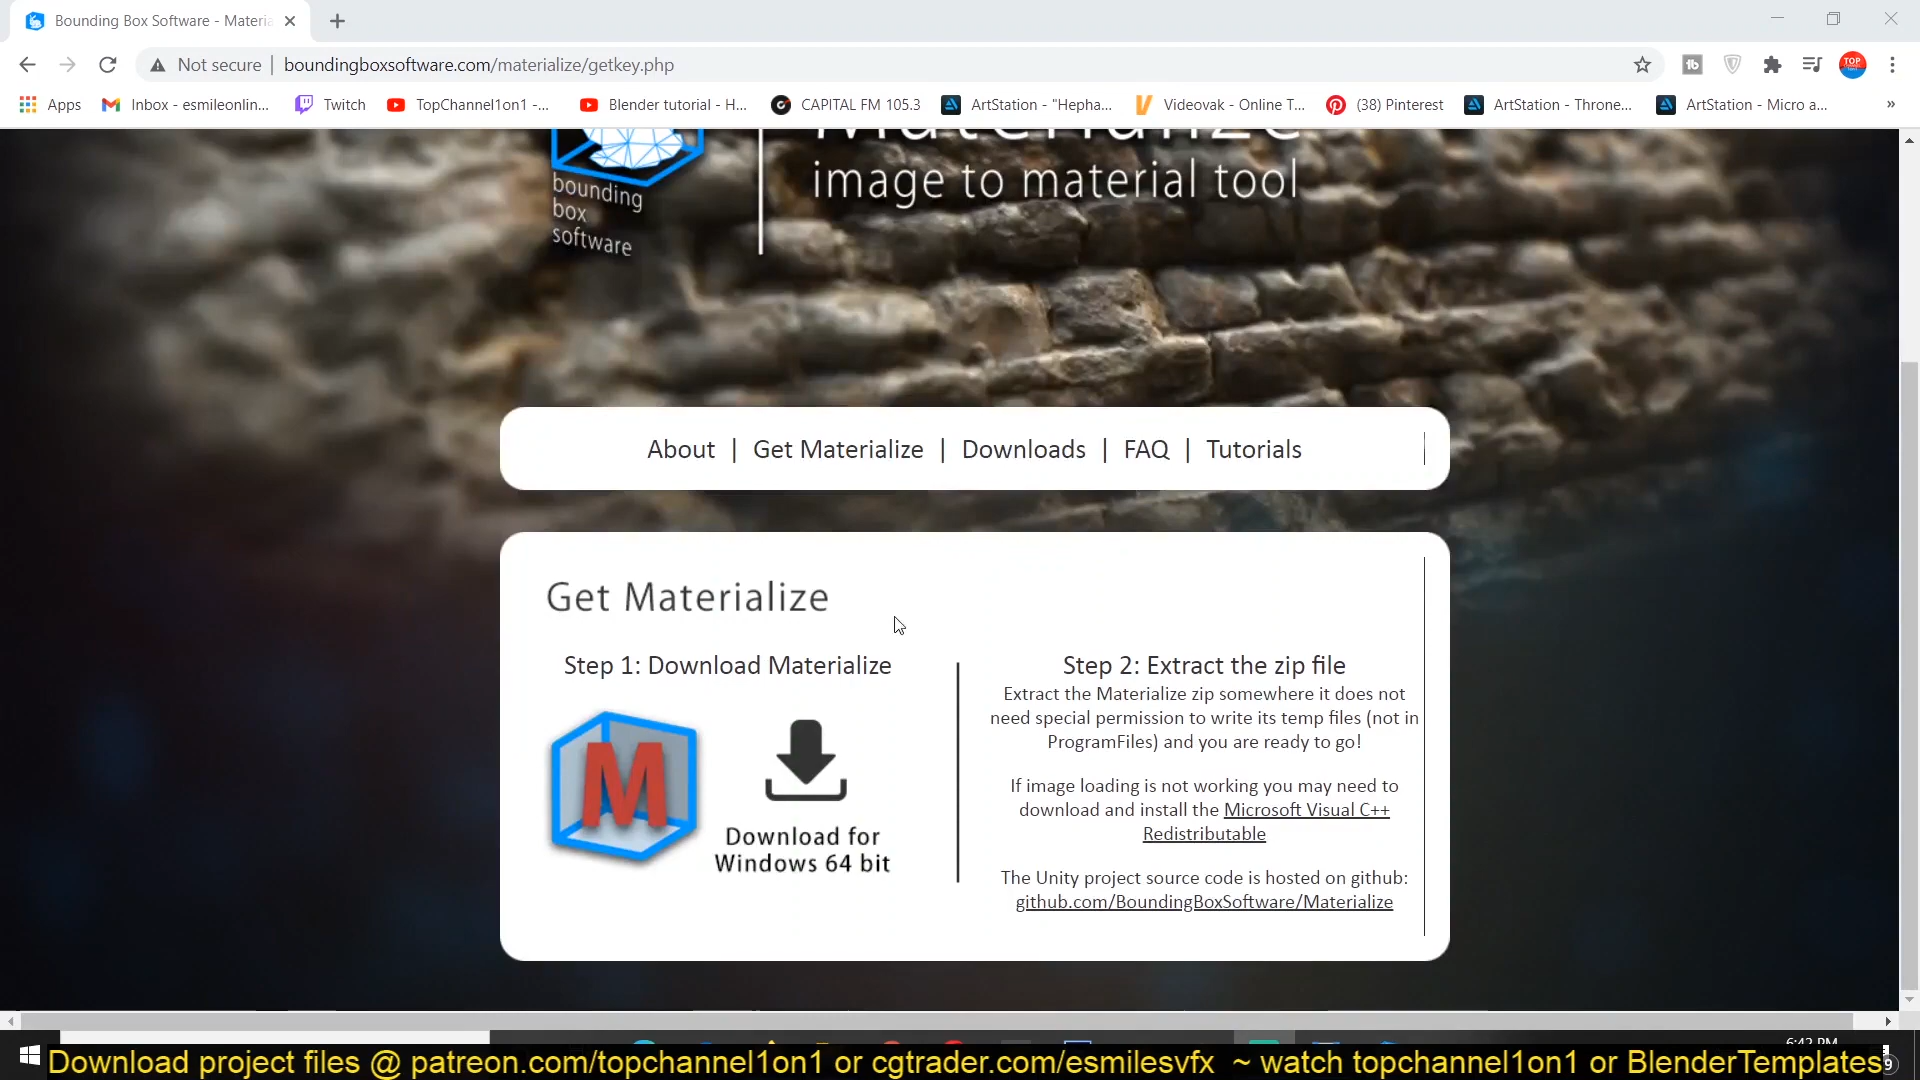 Bounding Box Software - Materia
Not secure | boundingboxsoftware.com/materialize/getkey.php
TOP
Apps
Inbox - esmileonlin...
Twitch
TopChannel1on1 -...
Blender tutorial - H...
CAPITAL FM 105.3
ArtStation - "Hepha...
Videovak - Online T...
(38) Pinterest
ArtStation - Throne...
ArtStation - Micro a...
»
Materialize
image to material tool
bounding
box
software
About | Get Materialize | Downloads | FAQ | Tutorials
Get Materialize
Step 1: Download Materialize
M
Download for
Windows 64 bit
Step 2: Extract the zip file
Extract the Materialize zip somewhere it does not
need special permission to write its temp files (not in
ProgramFiles) and you are ready to go!
If image loading is not working you may need to
download and install the Microsoft Visual C++
Redistributable
The Unity project source code is hosted on github:
github.com/BoundingBoxSoftware/Materialize
6:42 PM
Download project files @ patreon.com/topchannel1on1 or cgtrader.com/esmilesvfx ~ watch topchannel1on1 or BlenderTemplates